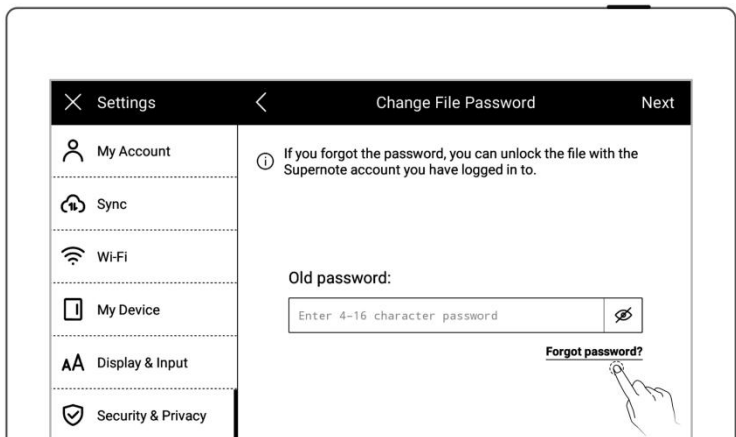 Settings
Change File Password
Next
My Account
If you forgot the password, you can unlock the file with the
Supernote account you have logged in to.
Sync
Wi-Fi
Old password:
My Device
Enter 4-16 character password
Forgot password?
AA Display & Input
Security & Privacy